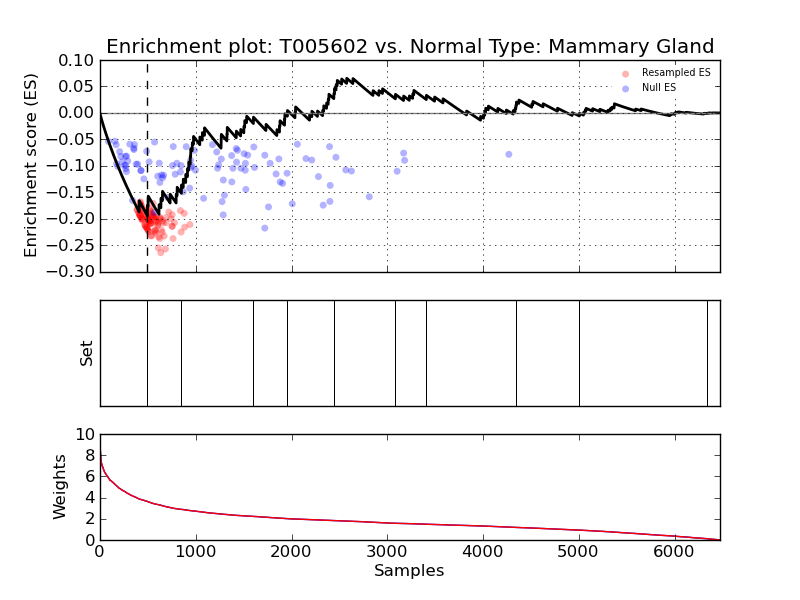 Enrichment plot: T005602 vs. Normal Type: Mammary Gland
Enrichment score (ES)
0.10
0.05
0.00
−0.05
−0.10
−0.15
−0.20
−0.25
−0.30
Resampled ES
Null ES
Set
Weights
10
8
6
4
2
0
0 1000 2000 3000 4000 5000 6000
Samples